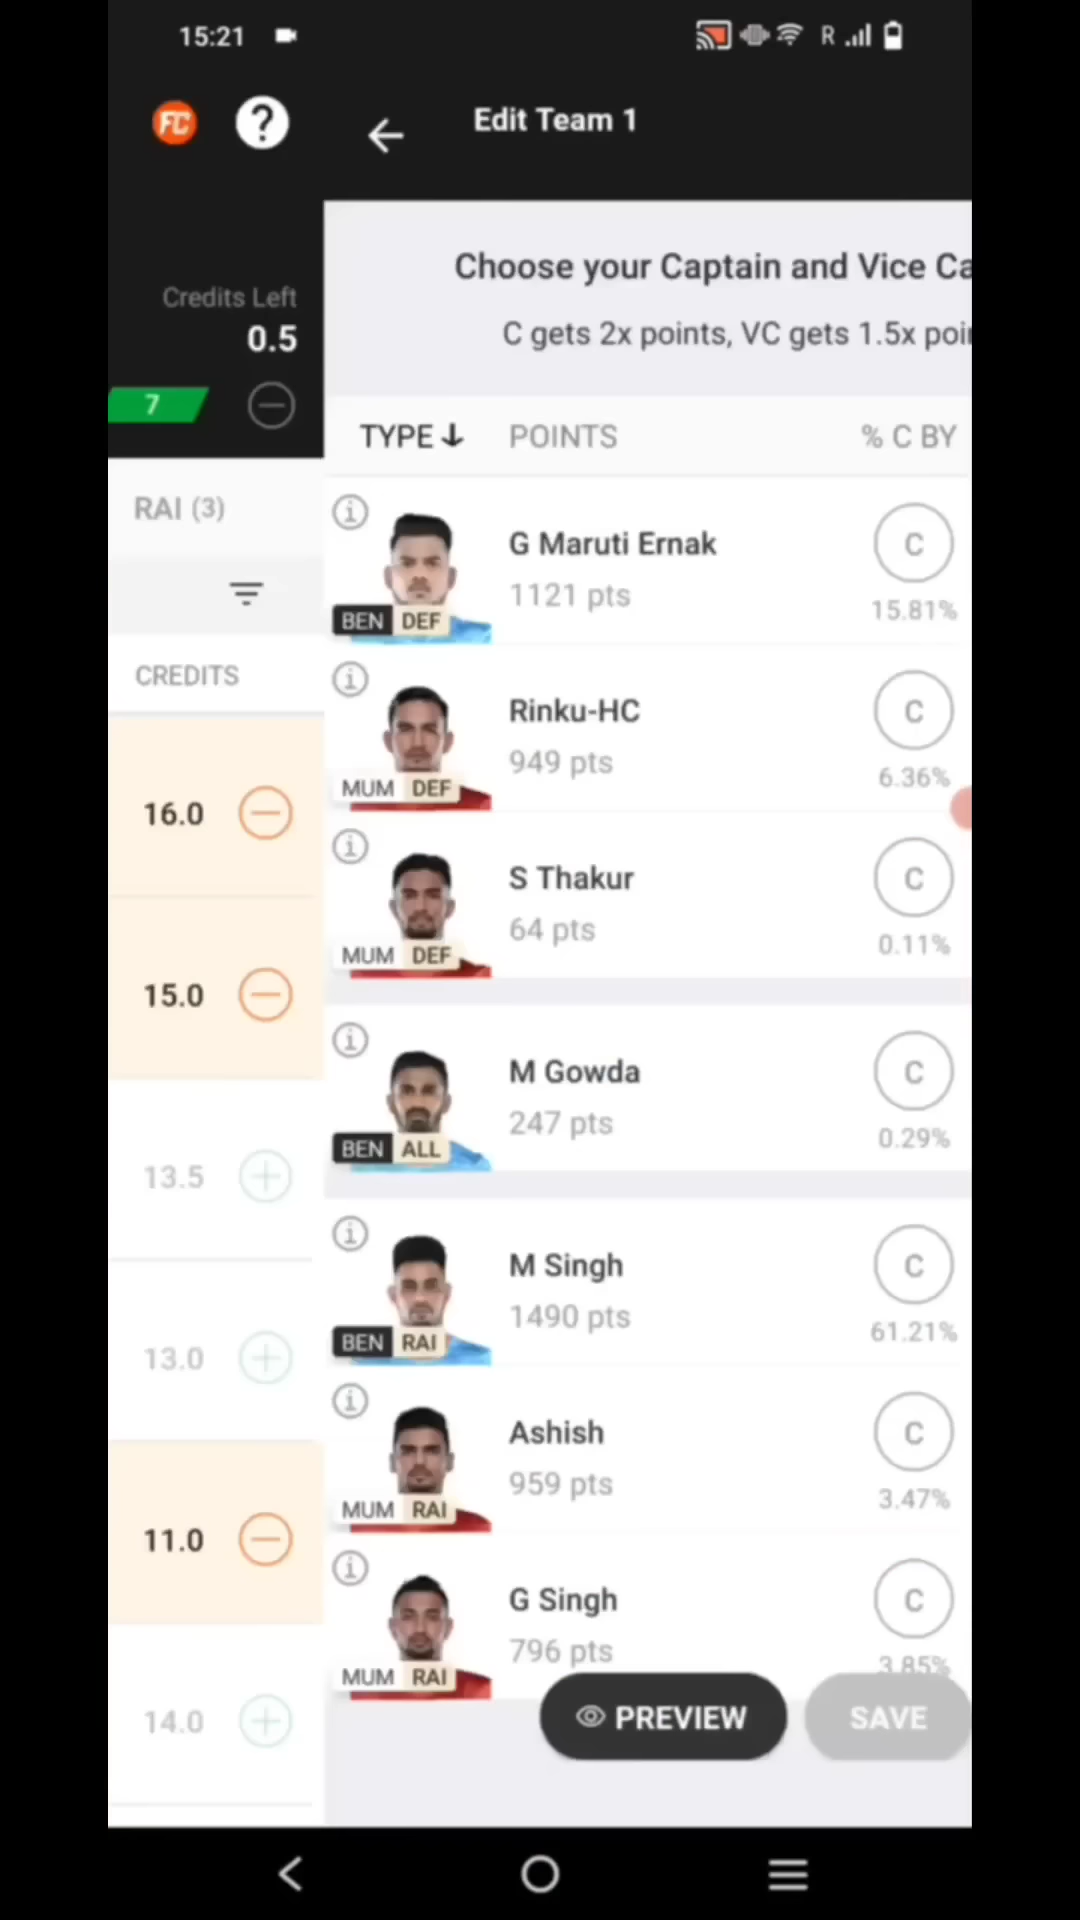 15:21
R
FC
?
Edit Team 1
Credits Left
0.5
7
RAI (3)
CREDITS
16.0
15.0
13.5
13.0
11.0
14.0
Choose your Captain and Vice Ca
C gets 2x points, VC gets 1.5x poi
TYPE
POINTS
% C BY
G Maruti Ernak
C
1121 pts
15.81%
BEN DEF
Rinku-HC
C
949 pts
6.36%
MUM DEF
S Thakur
C
64 pts
0.11%
MUM DEF
M Gowda
C
247 pts
0.29%
BEN ALL
M Singh
C
1490 pts
61.21%
BEN RAI
Ashish
C
959 pts
3.47%
MUM RAI
G Singh
C
796 pts
3.85%
MUM RAI
PREVIEW
SAVE